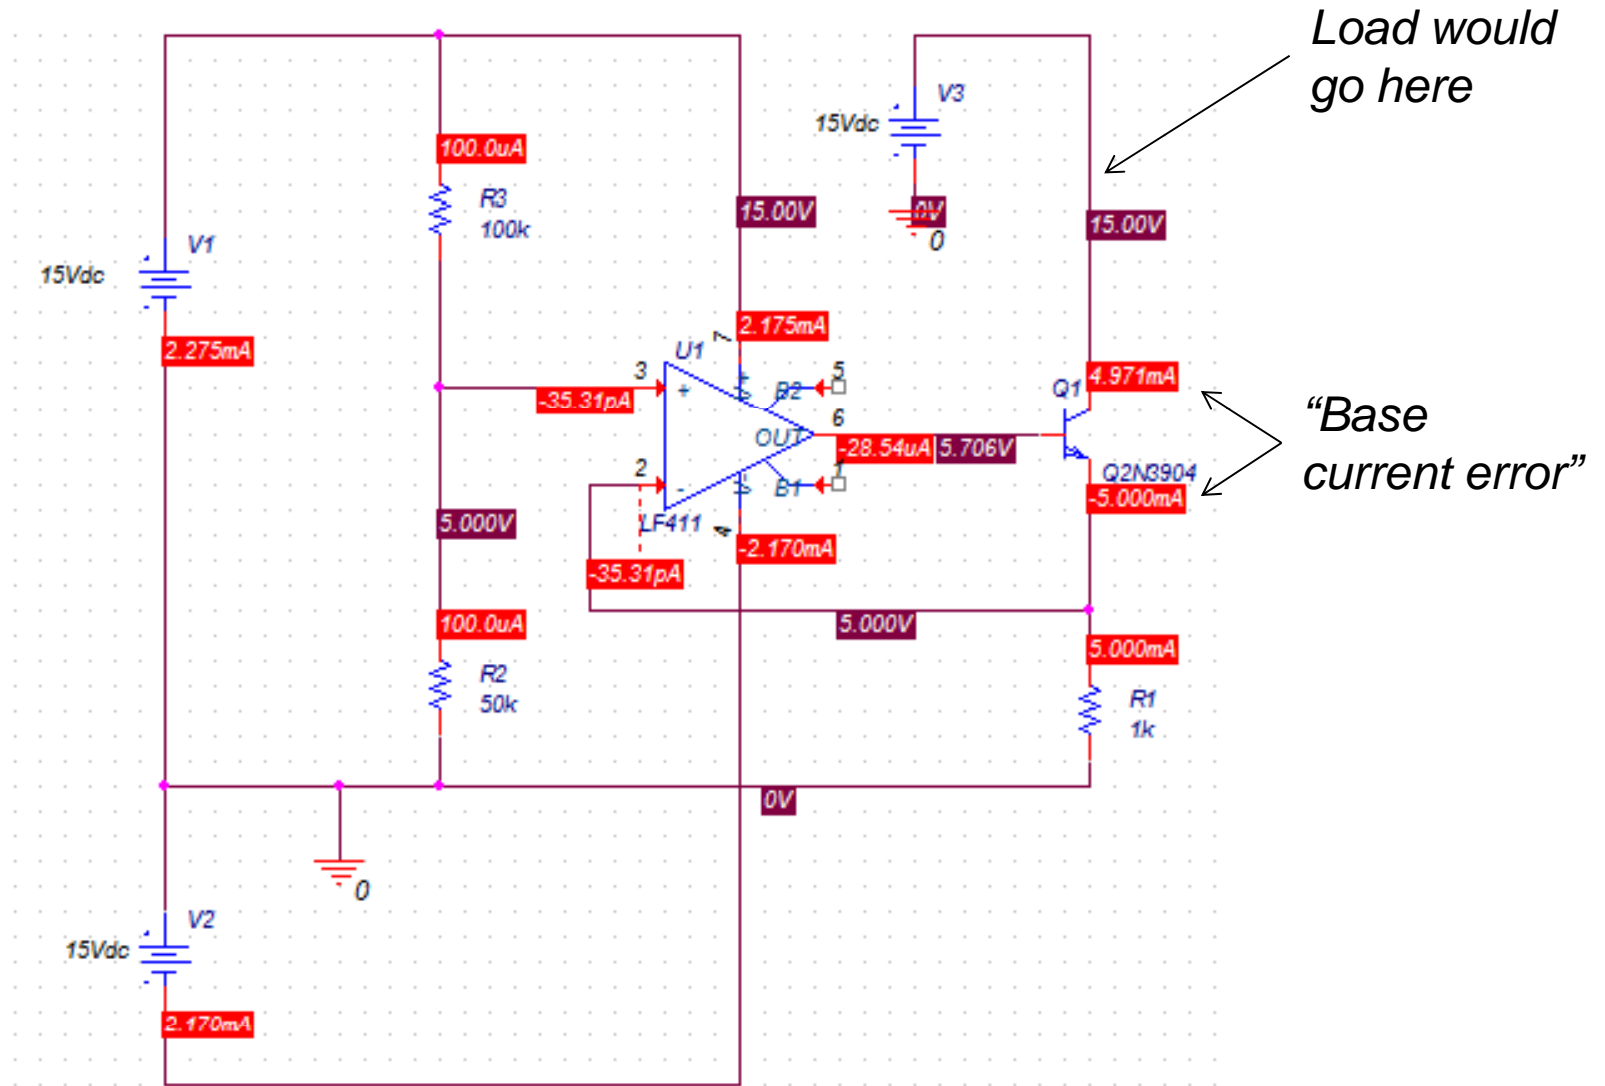 Load would
go here
V3
15Vdc
100.0uA
R3
100k
15.00V
0V
0
15.00V
V1
15Vdc
2.275mA
2.175mA
7
U1
3
+
5
B2
-35.31pA
V+
4.971mA
Q1
6
OUT
-28.54uA
5.706V
"Base
current error"
2
-
1
B1
V-
Q2N3904
-5.000mA
5.000V
LF411
4
-2.170mA
-35.31pA
100.0uA
5.000V
5.000mA
R2
50k
R1
1k
0V
0
V2
15Vdc
2.170mA